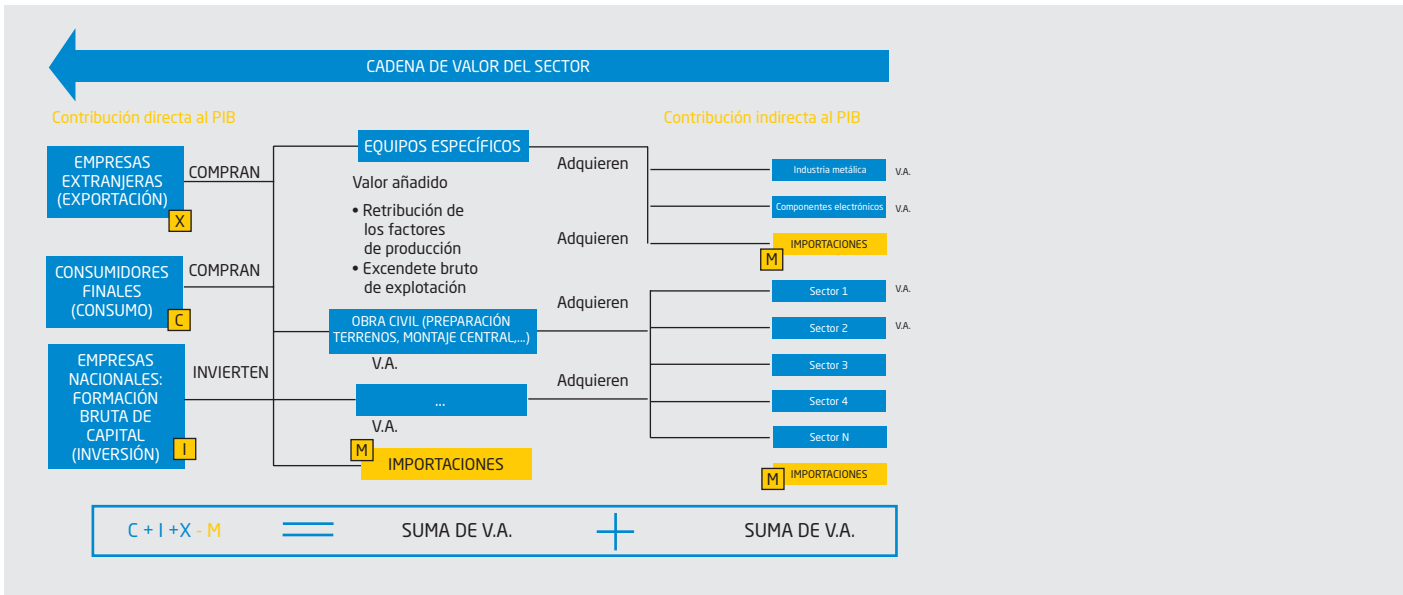 CADENA DE VALOR DEL SECTOR
Contribución directa al PIB
Contribución indirecta al PIB
EMPRESAS
EXTRANJERAS
(EXPORTACIÓN)
X
COMPRAN
CONSUMIDORES
FINALES
(CONSUMO)
C
COMPRAN
EMPRESAS
NACIONALES:
FORMACIÓN
BRUTA DE
CAPITAL
(INVERSIÓN)
I
INVIERTEN
EQUIPOS ESPECÍFICOS
Valor añadido
• Retribución de
los factores
de producción
• Excendete bruto
de explotación
OBRA CIVIL (PREPARACIÓN
TERRENOS, MONTAJE CENTRAL,...)
V.A.
...
V.A.
M
IMPORTACIONES
Adquieren
Adquieren
Adquieren
Adquieren
Industria metálica
V.A.
Componentes electrónicos
V.A.
IMPORTACIONES
M
Sector 1
V.A.
Sector 2
V.A.
Sector 3
Sector 4
Sector N
M
IMPORTACIONES
C + I +X - M = SUMA DE V.A. + SUMA DE V.A.